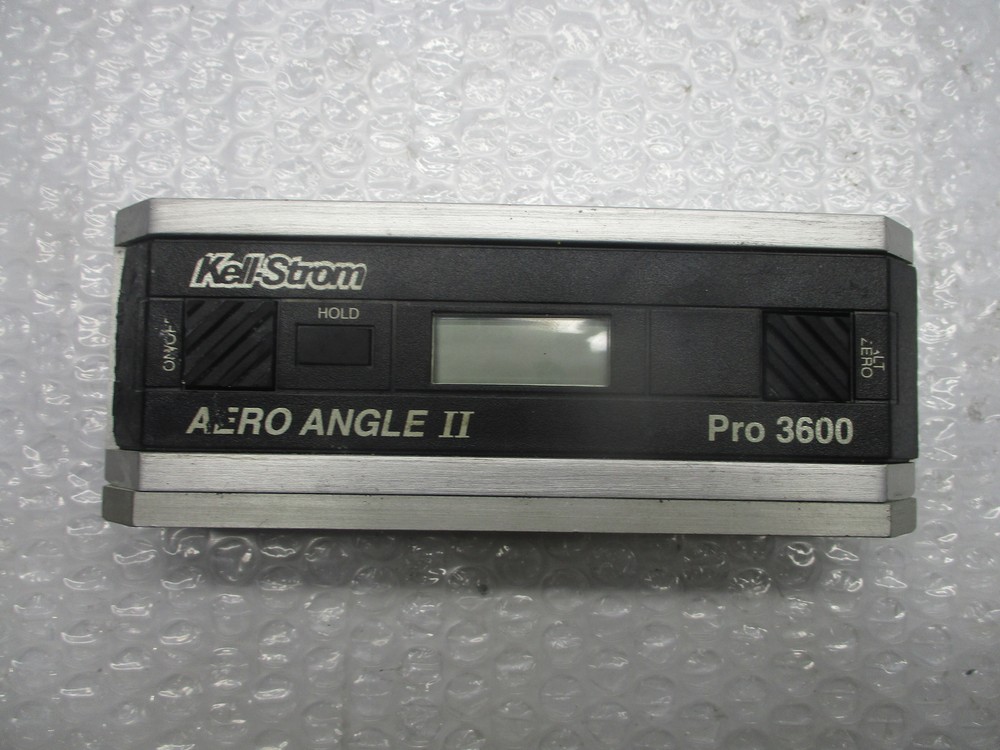 Kell-Strom
ON/OFF
HOLD
ALT
ZERO
AERO ANGLE II
Pro 3600